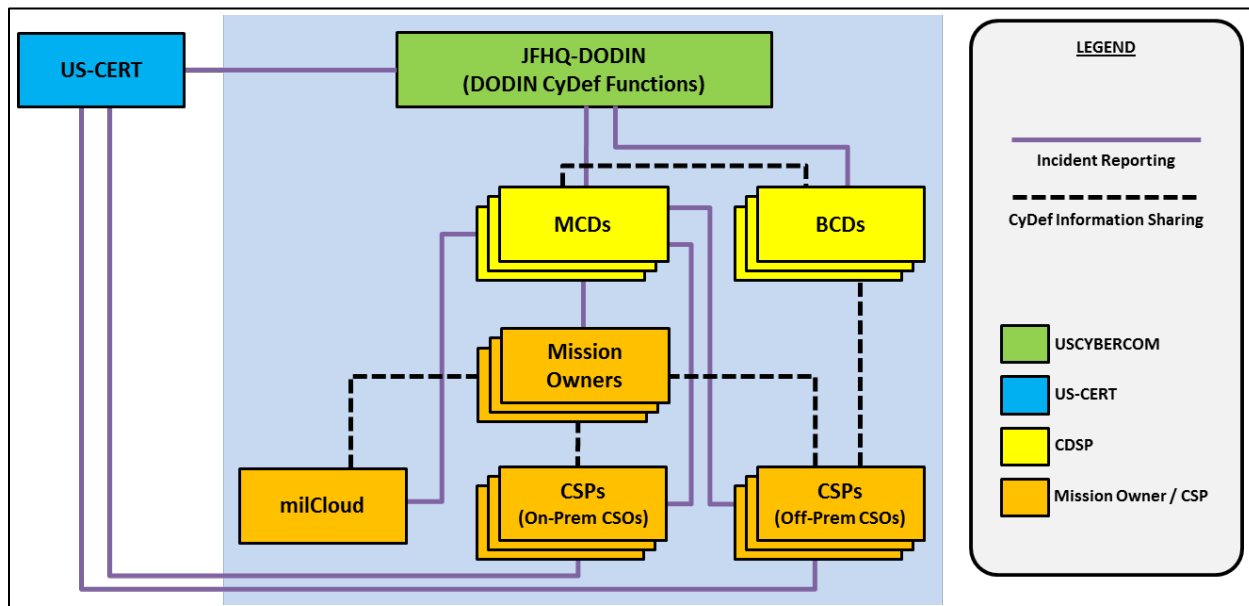 US-CERT
JFHQ-DODIN
(DODIN CyDef Functions)
MCDs
BCDs
Mission
Owners
milCloud
CSPs
(On-Prem CSOs)
CSPs
(Off-Prem CSOs)
LEGEND
Incident Reporting
CyDef Information Sharing
USCYBERCOM
US-CERT
CDSP
Mission Owner / CSP